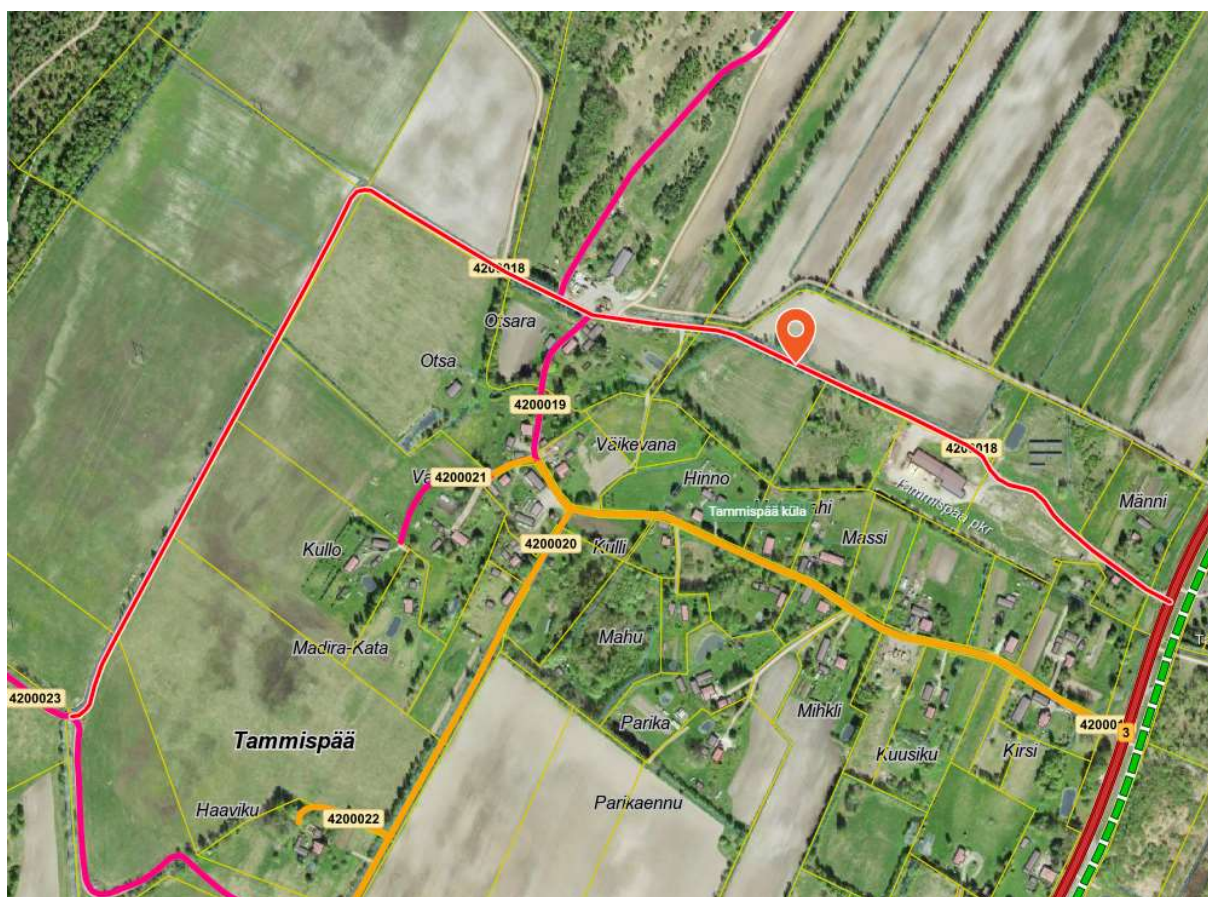 4200018
Otsara
Otsa
4200019
Väikevana
4200018
4200021
Hinno
Männi
Tammispää küla
Tammispää pkr
Massi
Kullo
4200020
Kulli
Mahu
Madira-Kata
4200023
Parika
Mihkli
Tammispää
3
Kuusiku
Kirsi
Haaviku
4200022
Parikaennu